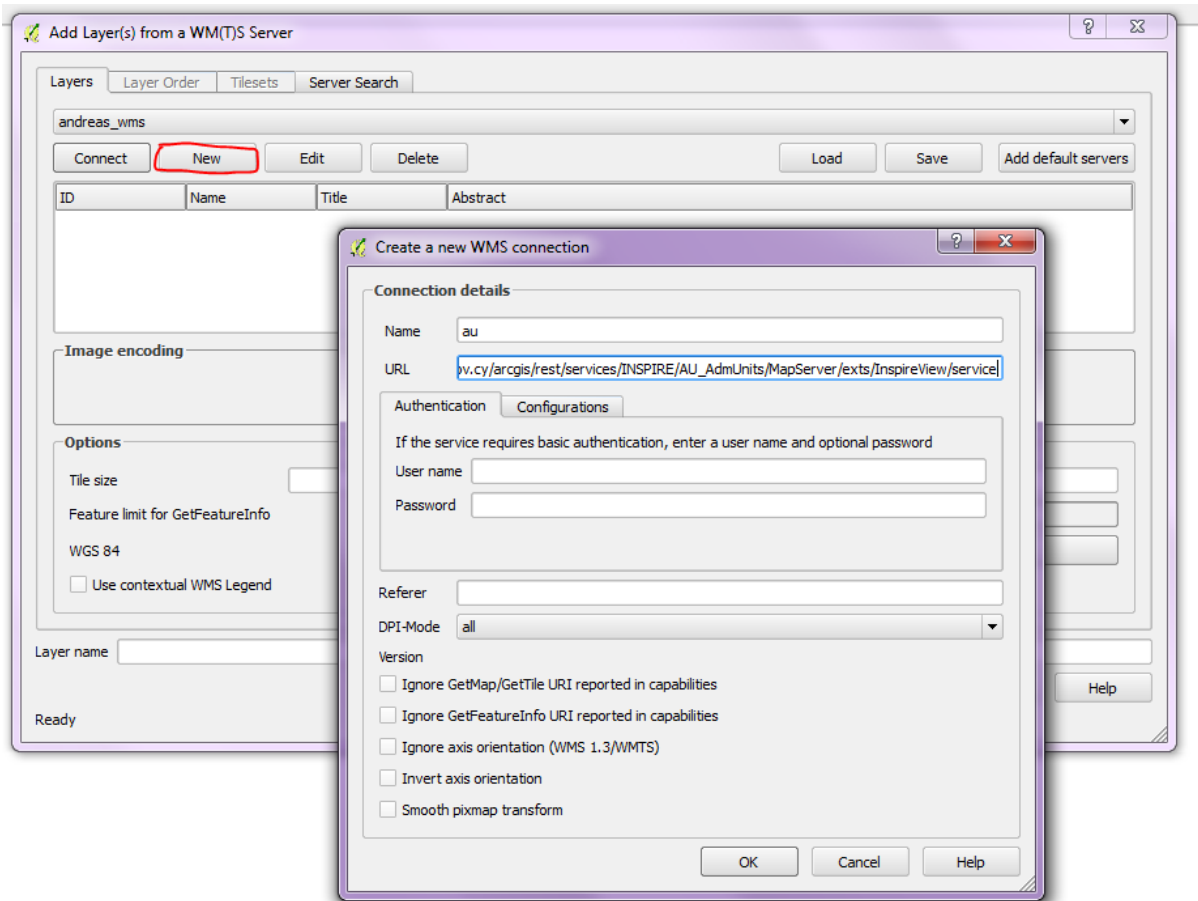 Add Layer(s) from a WM(T)S Server
Layers Layer Order Tilesets Server Search
andreas_wms
Connect New Edit Delete Load Save Add default servers
ID Name Title Abstract
Create a new WMS connection
Connection details
Name au
URL ov.cy/arcgis/rest/services/INSPIRE/AU_AdmUnits/MapServer/exts/InspireView/service
Authentication Configurations
If the service requires basic authentication, enter a user name and optional password
User name
Password
Referer
DPI-Mode all
Version
Ignore GetMap/GetTile URI reported in capabilities
Ignore GetFeatureInfo URI reported in capabilities
Ignore axis orientation (WMS 1.3/WMTS)
Invert axis orientation
Smooth pixmap transform
OK Cancel Help
Image encoding
Options
Tile size
Feature limit for GetFeatureInfo
WGS 84
Use contextual WMS Legend
Layer name
Help
Ready